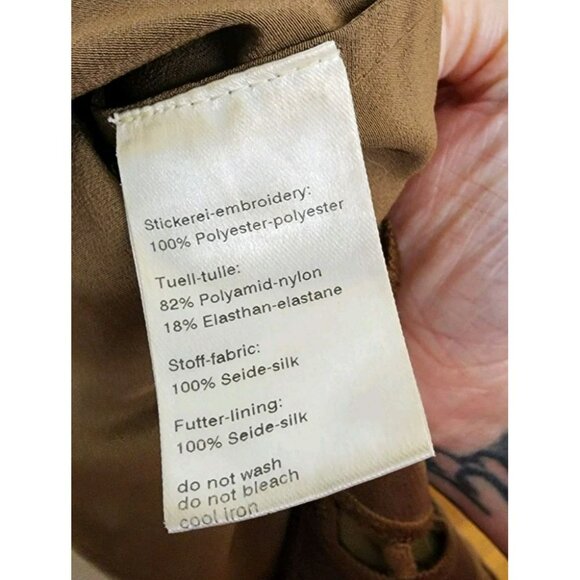 Stickerei-embroidery:
100% Polyester-polyester
Tuell-tulle:
82% Polyamid-nylon
18% Elasthan-elastane
Stoff-fabric:
100% Seide-silk
Futter-lining:
100% Seide-silk
do not wash
do not bleach
cool iron